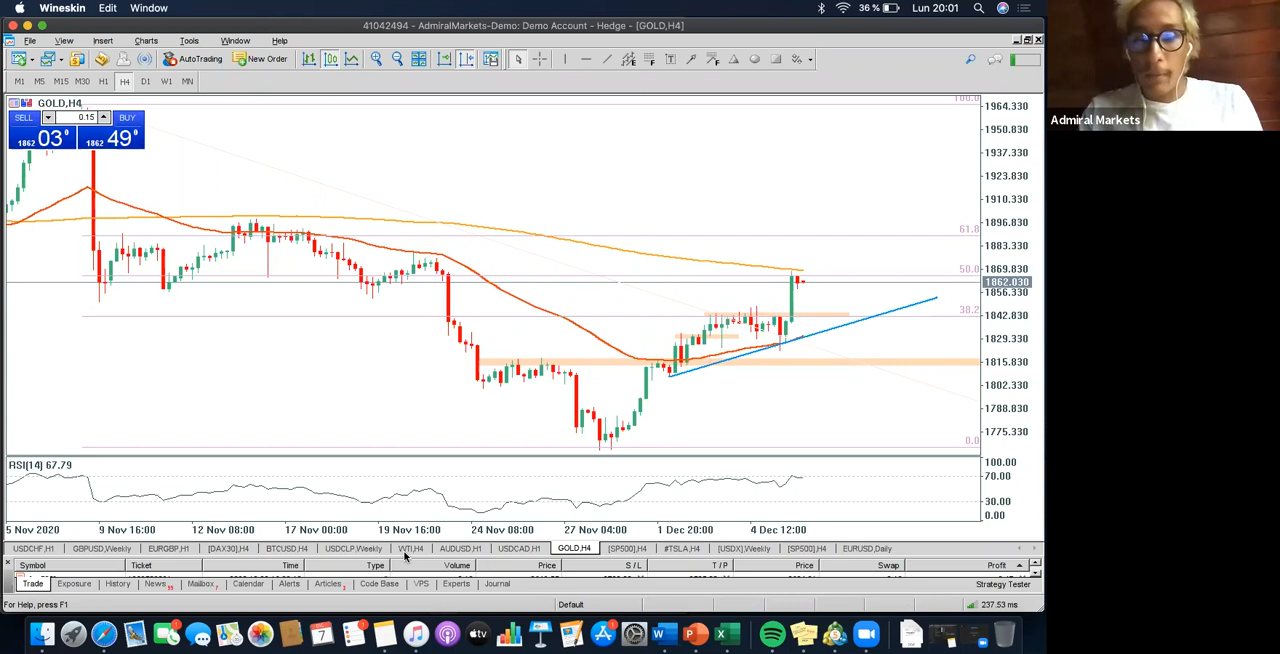 Wineskin Edit Window 36 % Lun 20:01
41042494 - AdmiralMarkets-Demo: Demo Account - Hedge - [GOLD,H4]
File View Insert Charts Tools Window Help
AutoTrading New Order
M1 M5 M15 M30 H1 H4 D1 W1 MN
GOLD,H4
SELL 0.15 BUY
1862 03 0 1862 49 0
100.0
1964.330
1950.830
1937.330
1923.830
1910.330
1896.830
61.8
1883.330
1869.830
50.0
1862.030
1856.330
38.2
1842.830
1829.330
1815.830
1802.330
1788.830
1775.330
0.0
RSI(14) 67.79
100.00
70.00
30.00
0.00
5 Nov 2020 9 Nov 16:00 12 Nov 08:00 17 Nov 00:00 19 Nov 16:00 24 Nov 08:00 27 Nov 04:00 1 Dec 20:00 4 Dec 12:00
USDCHF,H1 GBPUSD,Weekly EURGBP,H1 [DAX30],H4 BTCUSD,H4 USDCLP,Weekly WTI,H4 AUDUSD,H1 USDCAD,H1 GOLD,H4 [SP500],H4 #TSLA,H4 [USDX],Weekly [SP500],H4 EURUSD,Daily
Symbol Ticket Time Type Volume Price S / L T / P Price Swap Profit
Trade Exposure History News Mailbox Calendar Alerts Articles Code Base VPS Experts Journal Strategy Tester
For Help, press F1 Default 237.53 ms
Admiral Markets